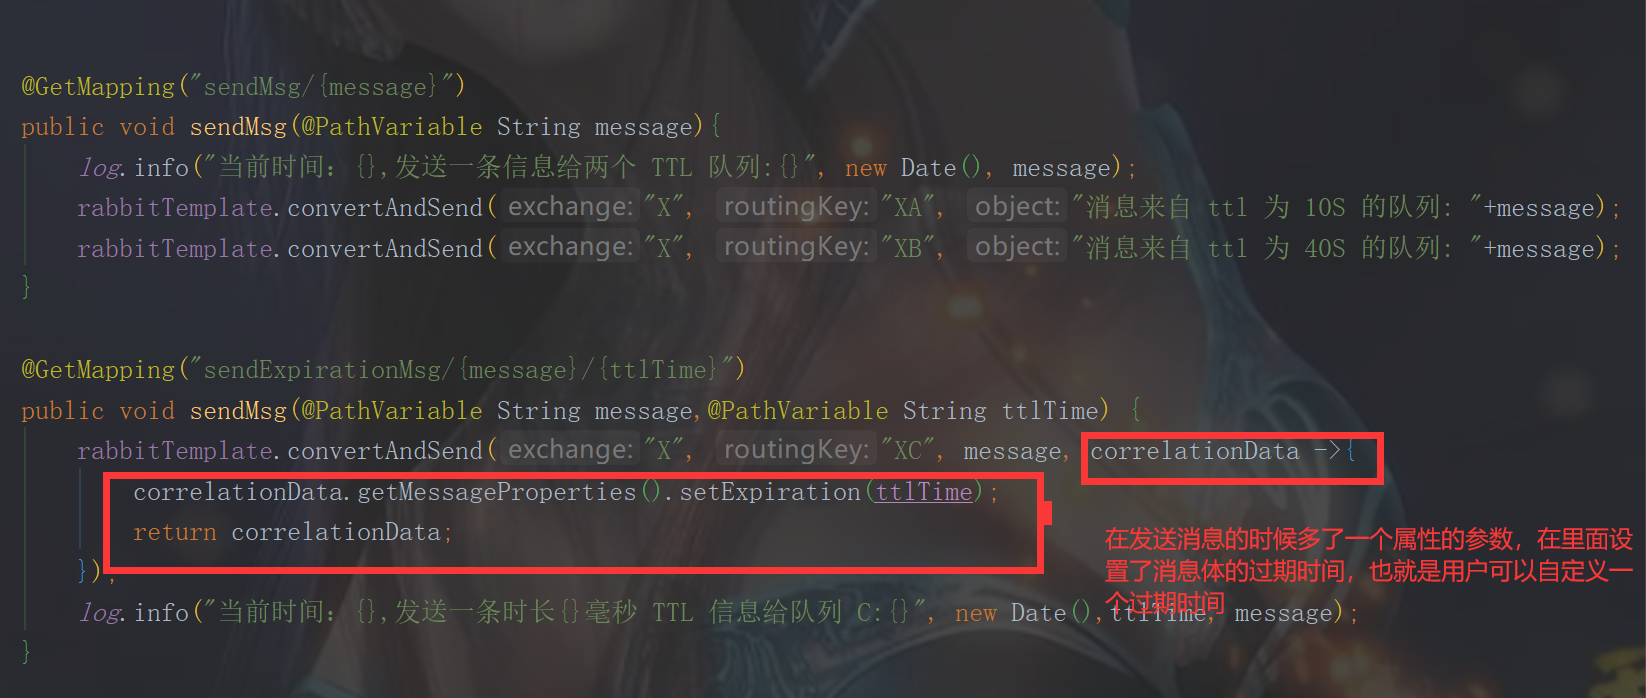 @GetMapping("sendMsg/{message}")
public void sendMsg(@PathVariable String message){
log.info("当前时间：{},发送一条信息给两个 TTL 队列:{}", new Date(), message);
rabbitTemplate.convertAndSend( exchange: "X", routingKey: "XA", object: "消息来自 ttl 为 10S 的队列: "+message);
rabbitTemplate.convertAndSend( exchange: "X", routingKey: "XB", object: "消息来自 ttl 为 40S 的队列: "+message);
}
@GetMapping("sendExpirationMsg/{message}/{ttlTime}")
public void sendMsg(@PathVariable String message,@PathVariable String ttlTime) {
rabbitTemplate.convertAndSend( exchange: "X", routingKey: "XC", message, correlationData ->{
correlationData.getMessageProperties().setExpiration(ttlTime);
return correlationData;
});
在发送消息的时候多了一个属性的参数，在里面设
置了消息体的过期时间，也就是用户可以自定义一
个过期时间
log.info("当前时间：{},发送一条时长{}毫秒 TTL 信息给队列 C:{}", new Date(),ttlTime, message);
}